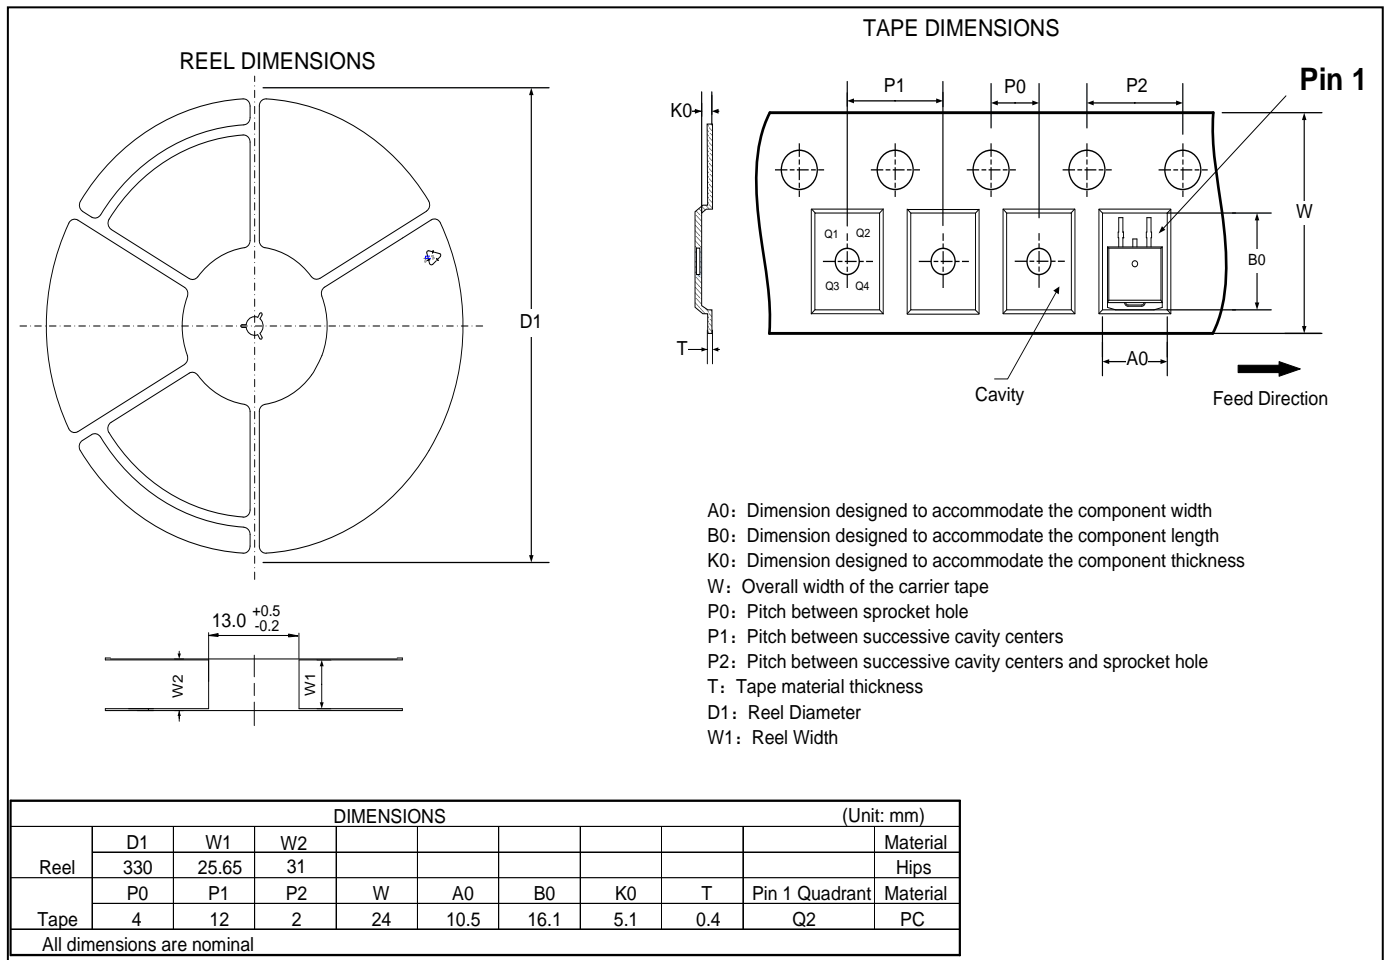 TAPE DIMENSIONS
REEL DIMENSIONS
D1
13.0 +0.5 -0.2
W2
W1
K0
T
P1
P0
P2
Pin 1
Q1 Q2
Q3 Q4
W
B0
A0
Cavity
Feed Direction
A0：Dimension designed to accommodate the component width
B0：Dimension designed to accommodate the component length
K0：Dimension designed to accommodate the component thickness
W：Overall width of the carrier tape
P0：Pitch between sprocket hole
P1：Pitch between successive cavity centers
P2：Pitch between successive cavity centers and sprocket hole
T：Tape material thickness
D1：Reel Diameter
W1：Reel Width
DIMENSIONS (Unit: mm)
D1 W1 W2 Material
Reel 330 25.65 31 Hips
P0 P1 P2 W A0 B0 K0 T Pin 1 Quadrant Material
Tape 4 12 2 24 10.5 16.1 5.1 0.4 Q2 PC
All dimensions are nominal